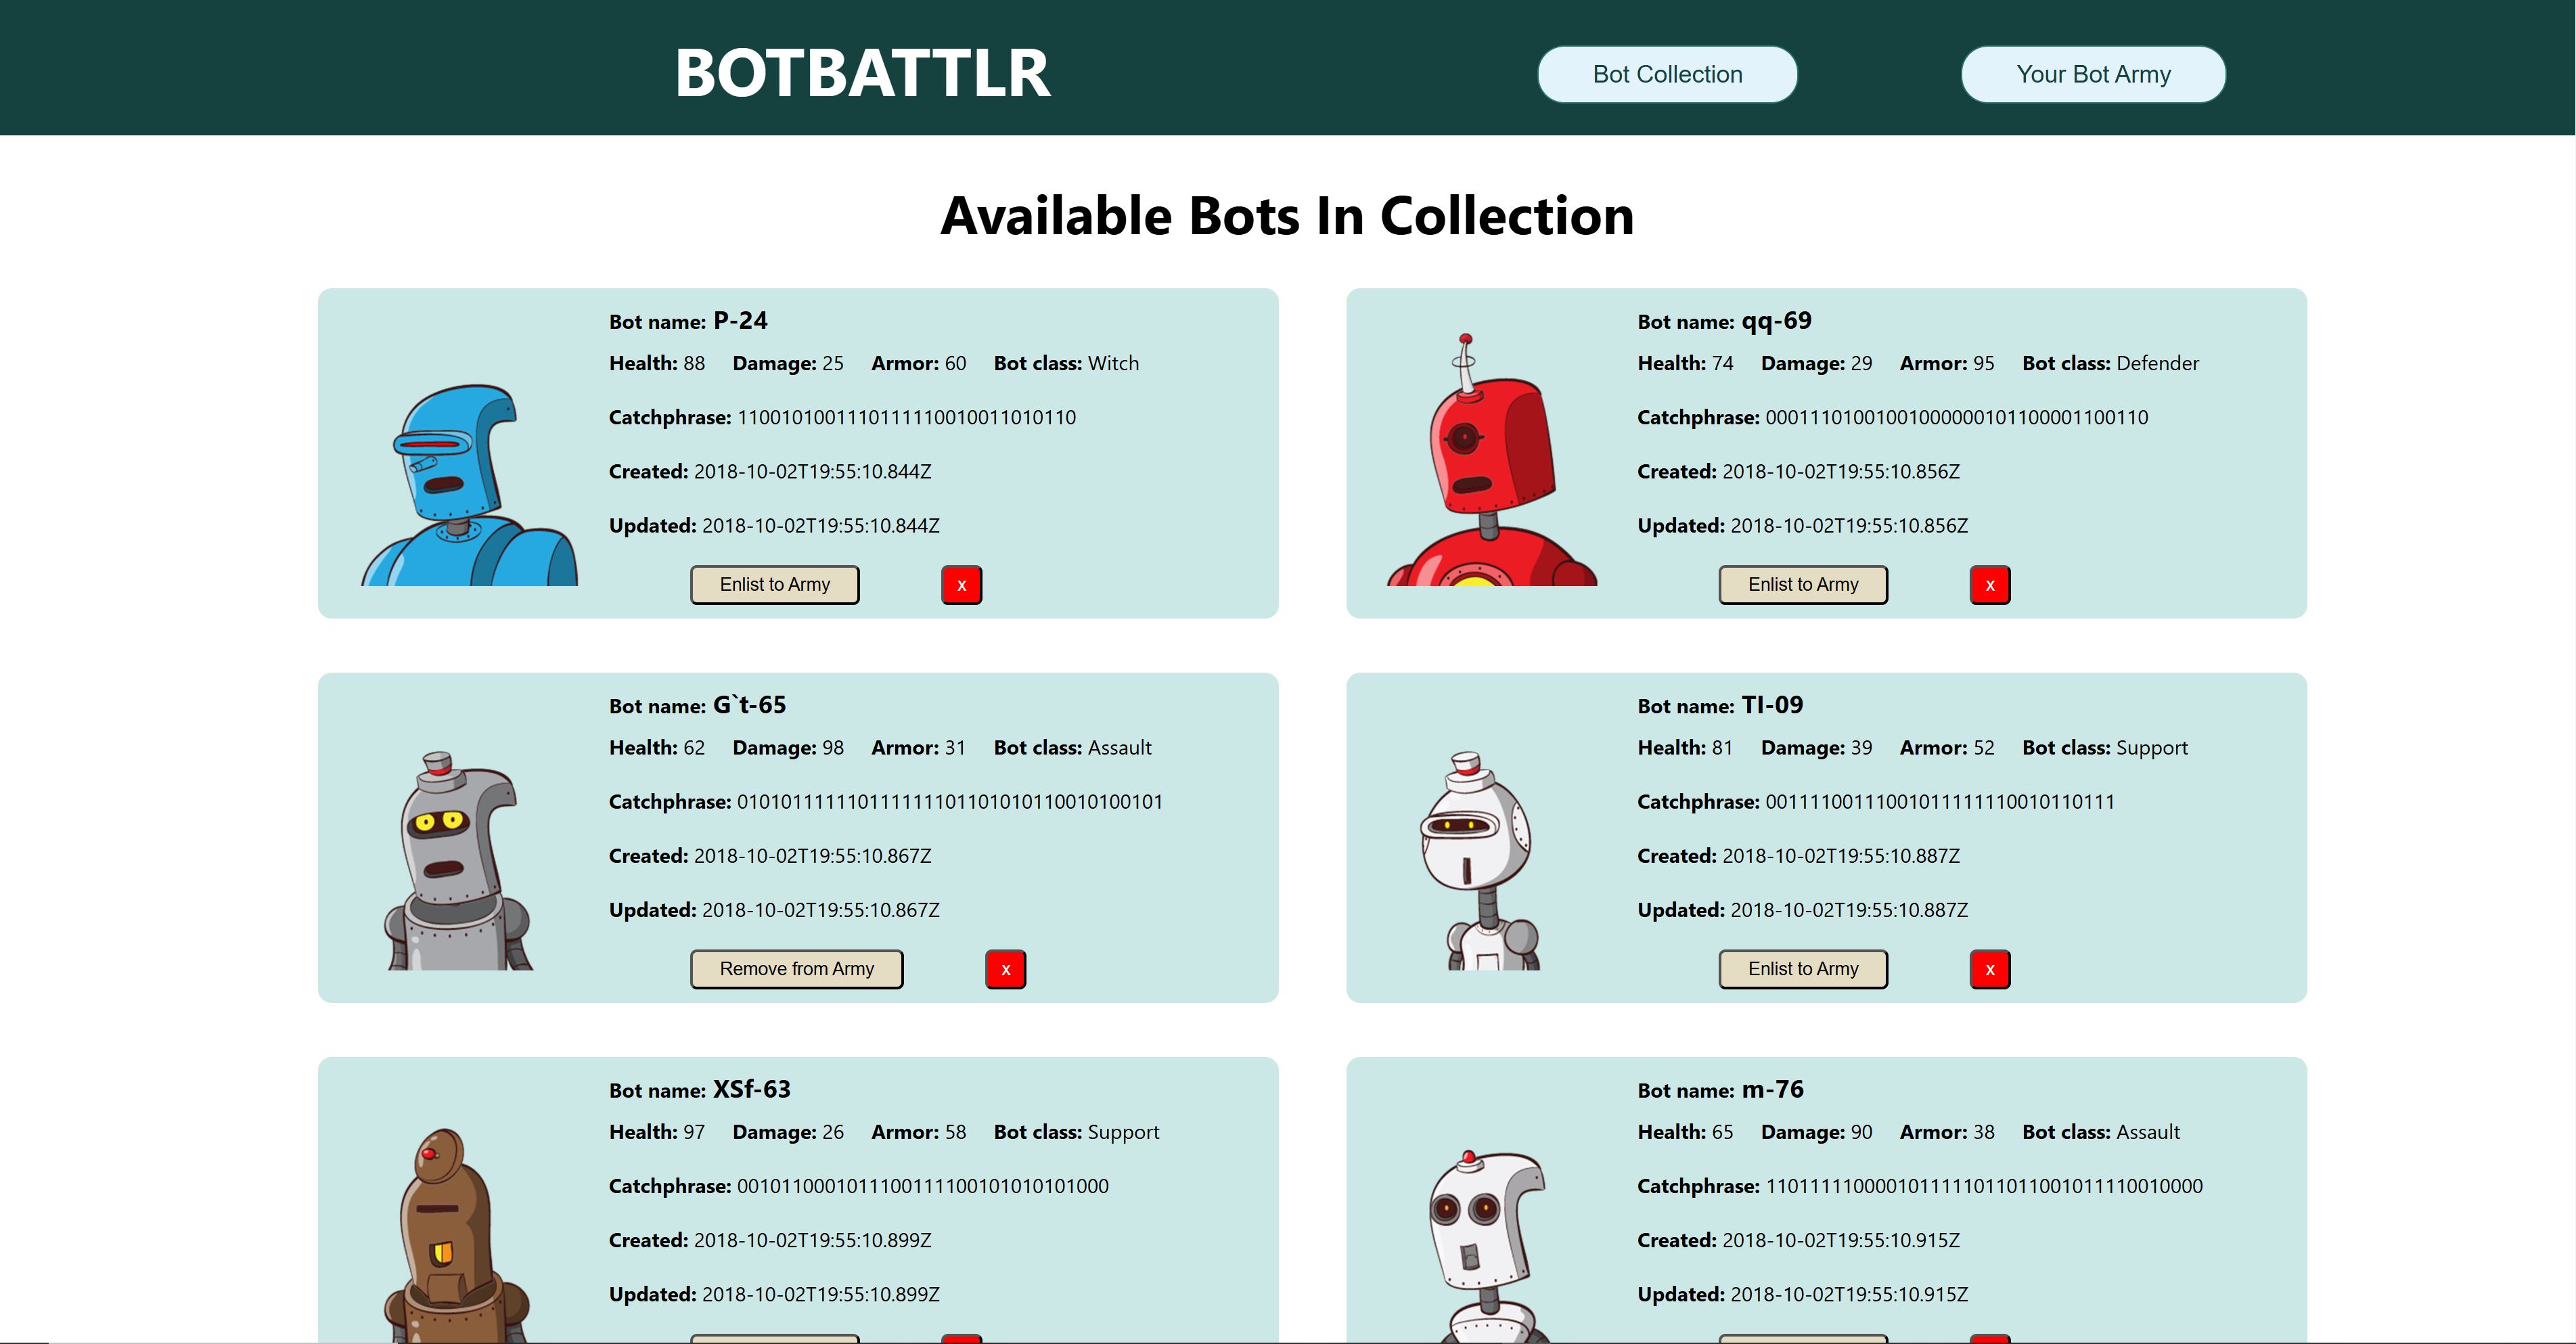 BOTBATTLR
Bot Collection
Your Bot Army
Available Bots In Collection
Bot name: P-24
Health: 88 Damage: 25 Armor: 60 Bot class: Witch
Catchphrase: 1100101001110111110010011010110
Created: 2018-10-02T19:55:10.844Z
Updated: 2018-10-02T19:55:10.844Z
Enlist to Army
x
Bot name: qq-69
Health: 74 Damage: 29 Armor: 95 Bot class: Defender
Catchphrase: 00011101001001000000101100001100110
Created: 2018-10-02T19:55:10.856Z
Updated: 2018-10-02T19:55:10.856Z
Enlist to Army
x
Bot name: G`t-65
Health: 62 Damage: 98 Armor: 31 Bot class: Assault
Catchphrase: 010101111110111111101101010110010100101
Created: 2018-10-02T19:55:10.867Z
Updated: 2018-10-02T19:55:10.867Z
Remove from Army
x
Bot name: TI-09
Health: 81 Damage: 39 Armor: 52 Bot class: Support
Catchphrase: 00111100111001011111111100101​10111
Created: 2018-10-02T19:55:10.887Z
Updated: 2018-10-02T19:55:10.887Z
Enlist to Army
x
Bot name: XSf-63
Health: 97 Damage: 26 Armor: 58 Bot class: Support
Catchphrase: 0010110001011100111100101010101000
Created: 2018-10-02T19:55:10.899Z
Updated: 2018-10-02T19:55:10.899Z
Bot name: m-76
Health: 65 Damage: 90 Armor: 38 Bot class: Assault
Catchphrase: 1101111100001011111011011001011110010000
Created: 2018-10-02T19:55:10.915Z
Updated: 2018-10-02T19:55:10.915Z